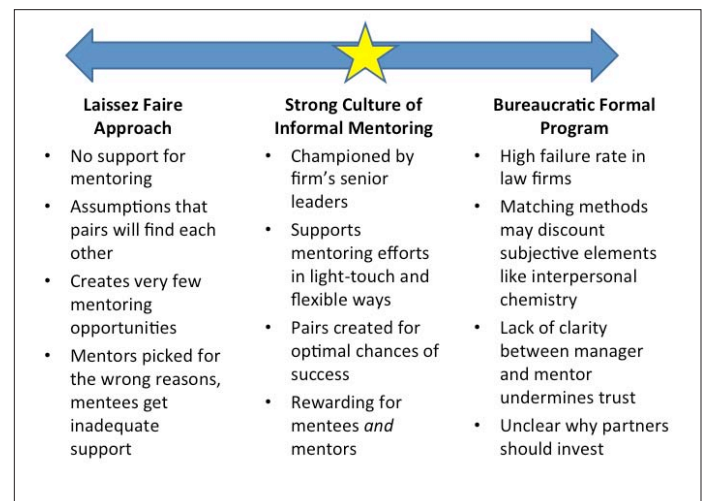 Laissez Faire
Approach
• No support for
mentoring
• Assumptions that
pairs will find each
other
• Creates very few
mentoring
opportunities
• Mentors picked for
the wrong reasons,
mentees get
inadequate
support
Strong Culture of
Informal Mentoring
• Championed by
firm's senior
leaders
• Supports
mentoring efforts
in light-touch and
flexible ways
• Pairs created for
optimal chances of
success
• Rewarding for
mentees and
mentors
Bureaucratic Formal
Program
• High failure rate in
law firms
• Matching methods
may discount
subjective elements
like interpersonal
chemistry
• Lack of clarity
between manager
and mentor
undermines trust
• Unclear why partners
should invest